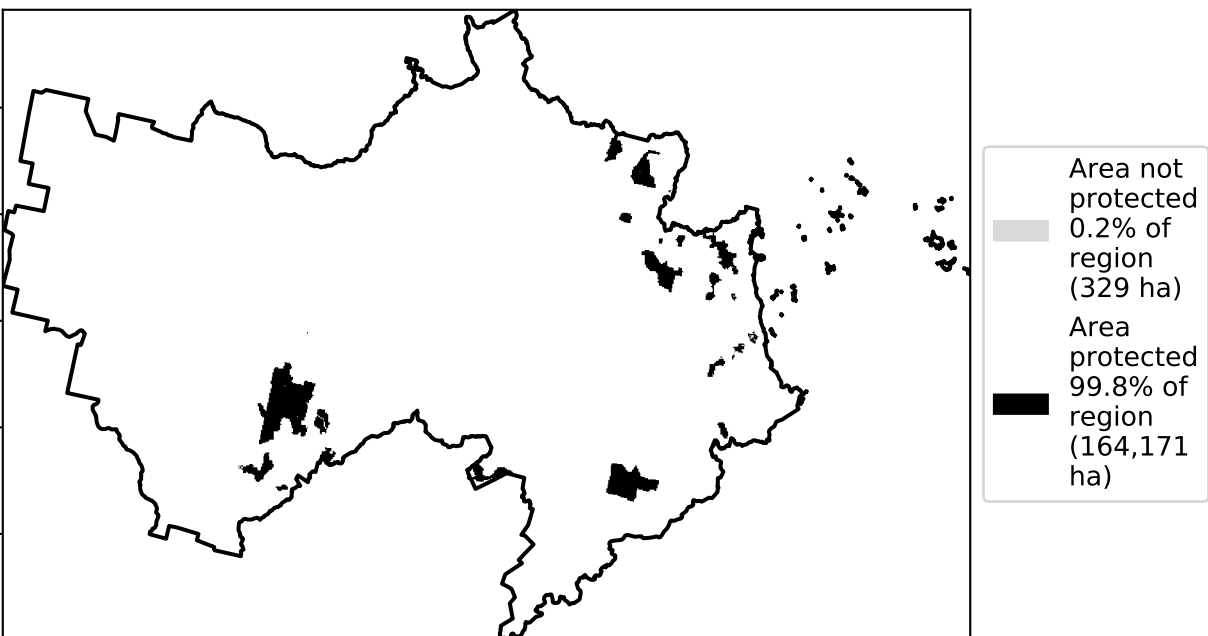 Area not
protected
0.2% of
region
(329 ha)
Area
protected
99.8% of
region
(164,171
ha)